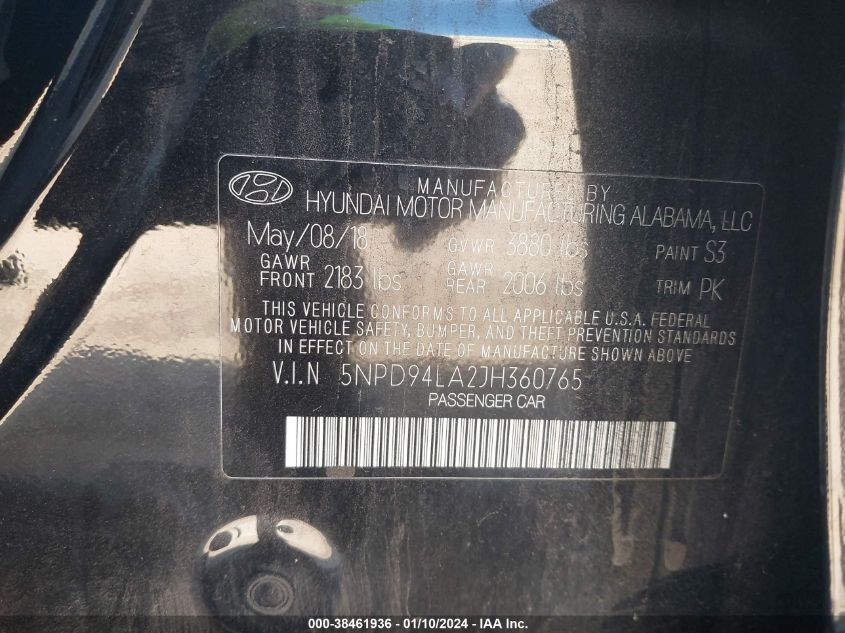 MANUFACTURED BY
HYUNDAI MOTOR MANUFACTURING ALABAMA, LLC
May/08/18 GVWR 3880 lbs PAINT S3
GAWR FRONT 2183 lbs GAWR REAR 2006 lbs TRIM PK
THIS VEHICLE CONFORMS TO ALL APPLICABLE U.S.A. FEDERAL
MOTOR VEHICLE SAFETY, BUMPER, AND THEFT PREVENTION STANDARDS
IN EFFECT ON THE DATE OF MANUFACTURE SHOWN ABOVE
V.I.N 5NPD94LA2JH360765
PASSENGER CAR
000-38461936 - 01/10/2024 - IAA Inc.